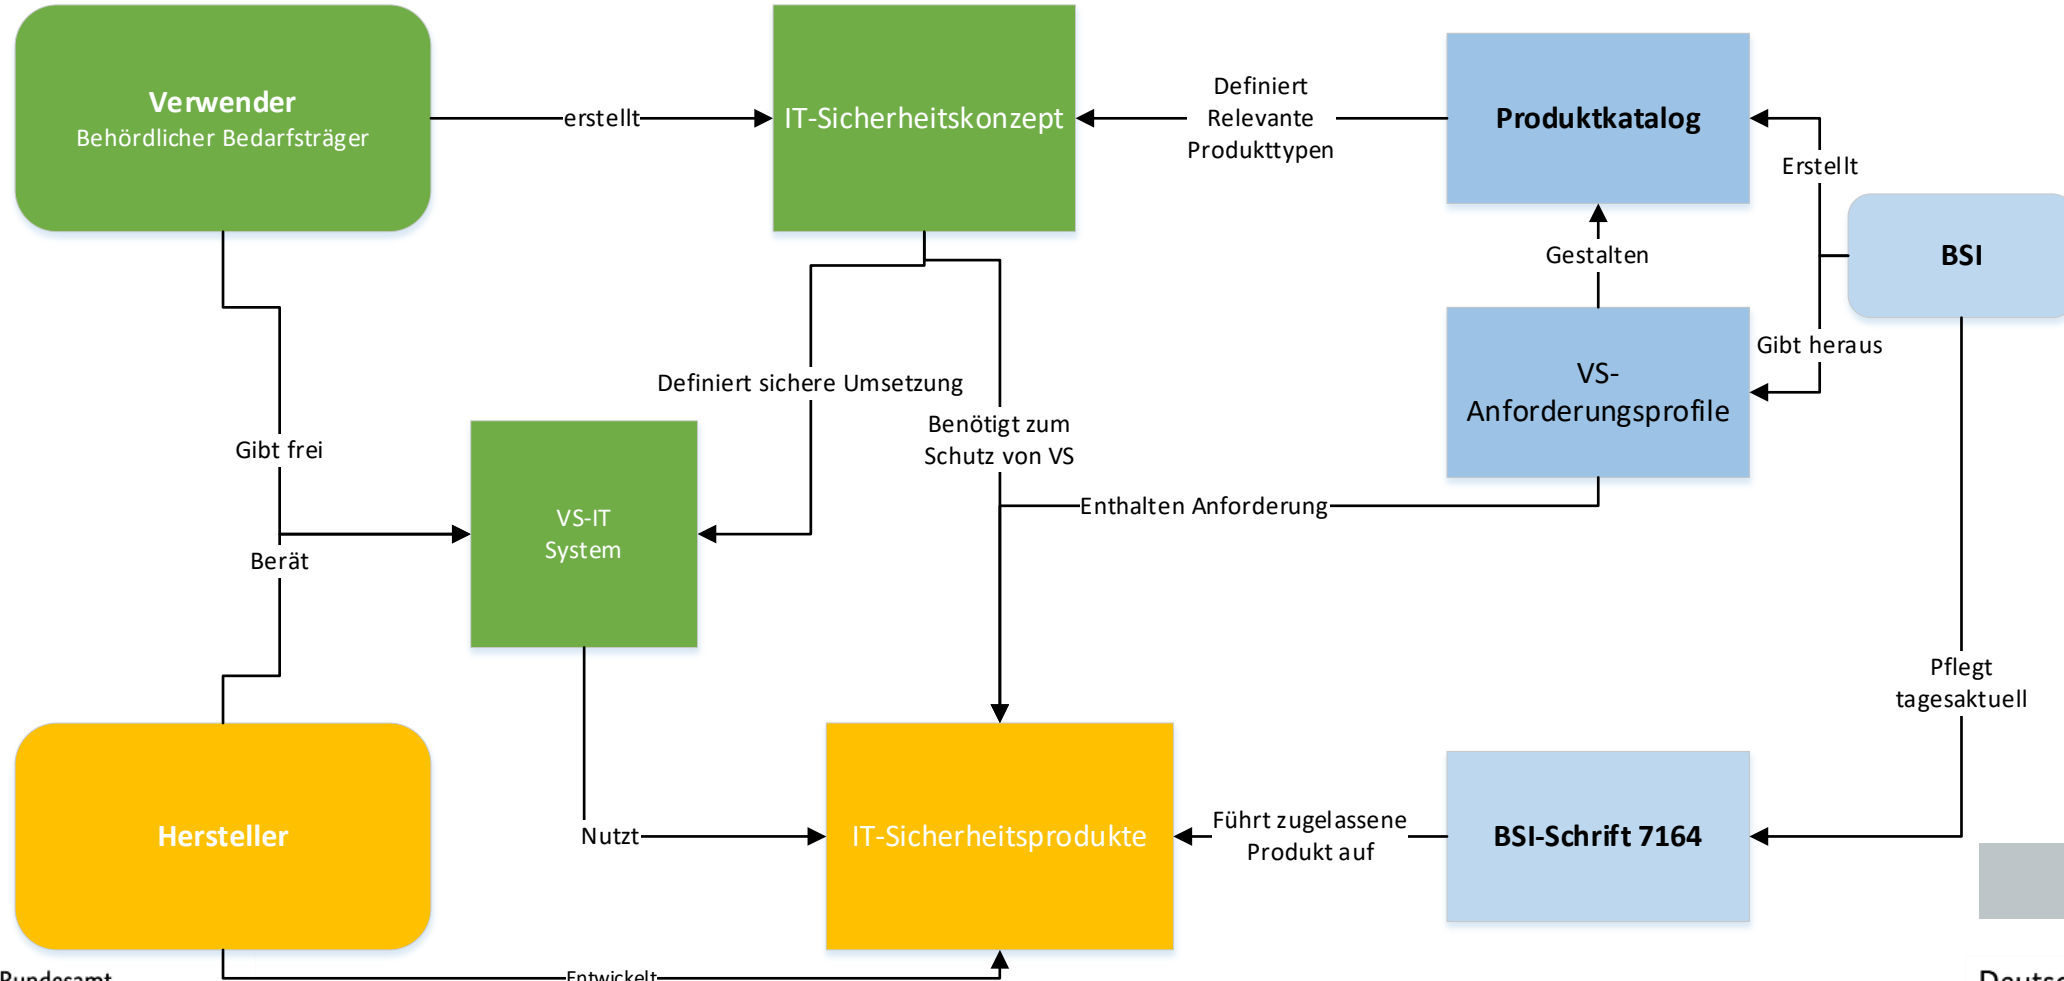 Verwender
Behördlicher Bedarfsträger
erstellt
IT-Sicherheitskonzept
Definiert
Relevante
Produkttypen
Produktkatalog
Erstellt
BSI
Gestalten
Gibt heraus
VS-
Anforderungsprofile
Definiert sichere Umsetzung
Benötigt zum
Schutz von VS
Gibt frei
VS-IT
System
Enthalten Anforderung
Berät
Pflegt
tagesaktuell
Hersteller
Nutzt
IT-Sicherheitsprodukte
Führt zugelassene
Produkt auf
BSI-Schrift 7164
Entwickelt
Bundesamt